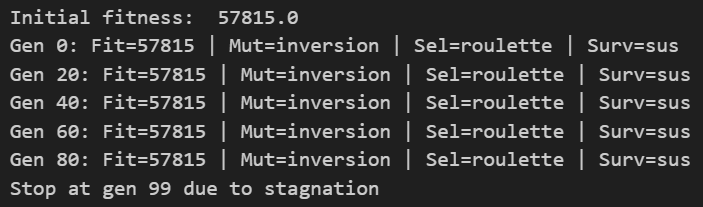 Initial fitness:  57815.0
Gen 0: Fit=57815 | Mut=inversion | Sel=roulette | Surv=sus
Gen 20: Fit=57815 | Mut=inversion | Sel=roulette | Surv=sus
Gen 40: Fit=57815 | Mut=inversion | Sel=roulette | Surv=sus
Gen 60: Fit=57815 | Mut=inversion | Sel=roulette | Surv=sus
Gen 80: Fit=57815 | Mut=inversion | Sel=roulette | Surv=sus
Stop at gen 99 due to stagnation